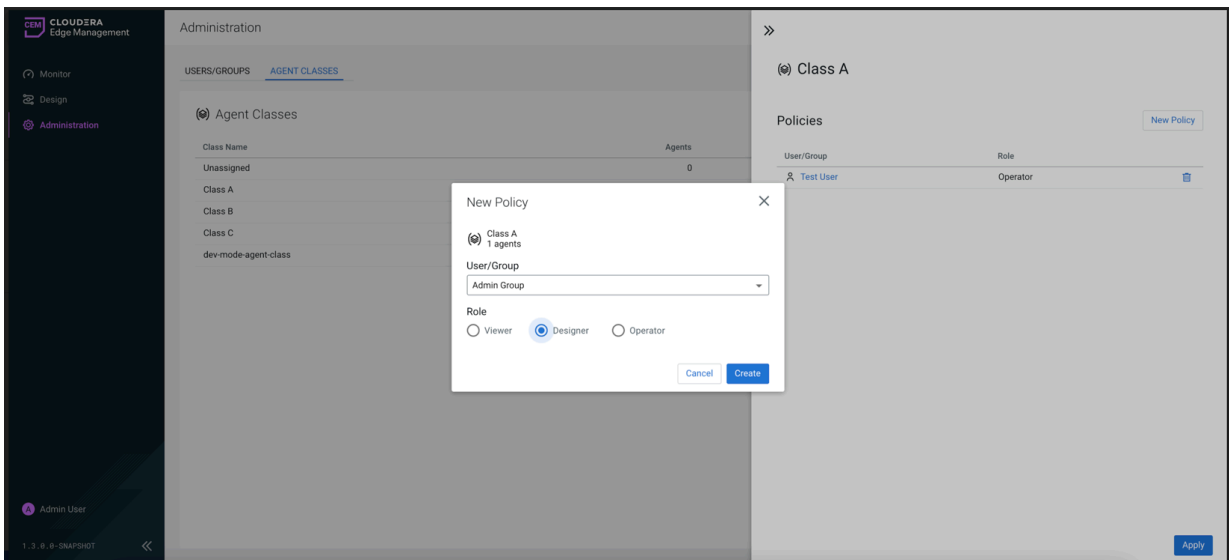 CEM CLOUDERA
Edge Management
Monitor
Design
Administration
A Admin User
1.3.0.0-SNAPSHOT
Administration
USERS/GROUPS AGENT CLASSES
Agent Classes
Class Name Agents
Unassigned 0
Class A
Class B
Class C
dev-mode-agent-class
New Policy
Class A
1 agents
User/Group
Admin Group
Role
Viewer Designer Operator
Cancel Create
Class A
Policies New Policy
User/Group Role
Test User Operator
Apply